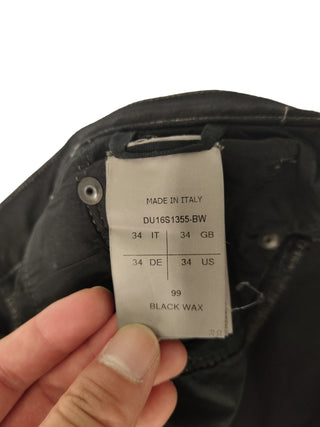 MADE IN ITALY
DU16S1355-BW
34 IT 34 GB
34 DE 34 US
99
BLACK WAX